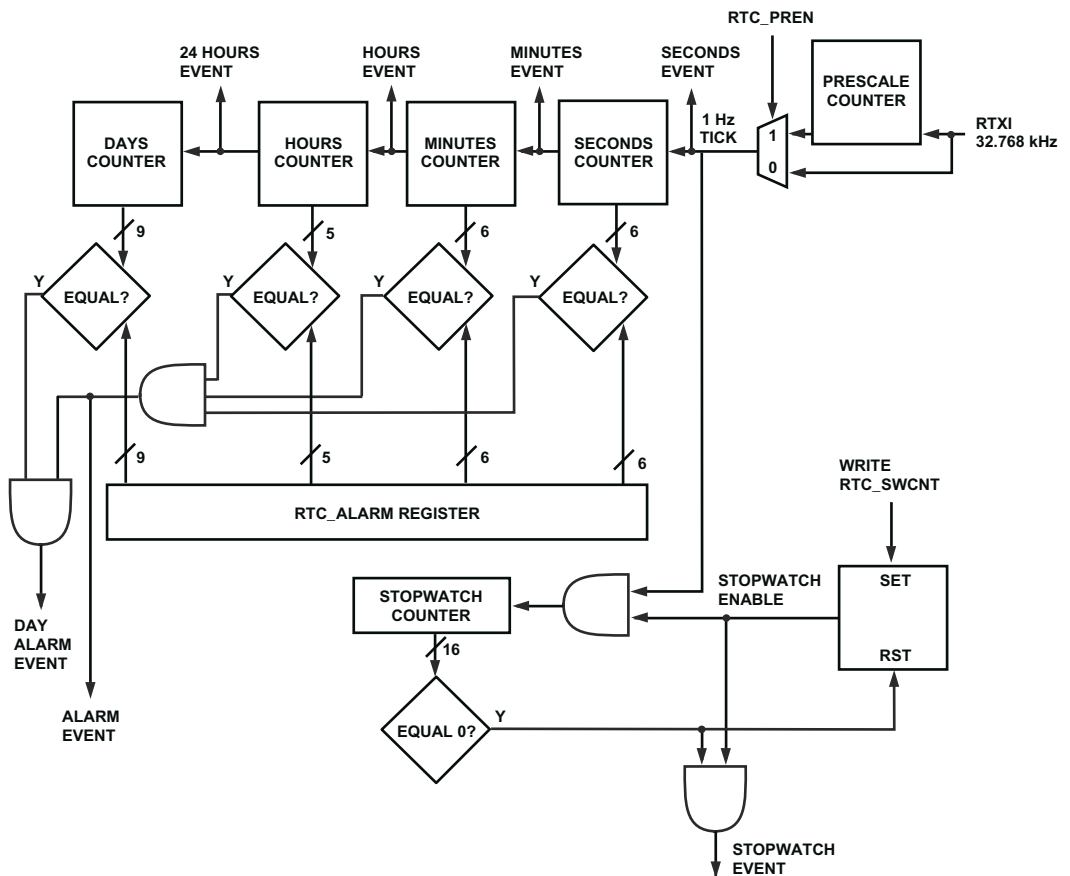 RTC_PREN
24 HOURS
EVENT
HOURS
EVENT
MINUTES
EVENT
SECONDS
EVENT
PRESCALE
COUNTER
1 Hz
TICK
1
0
RTXI
32.768 kHz
DAYS
COUNTER
HOURS
COUNTER
MINUTES
COUNTER
SECONDS
COUNTER
9
5
6
6
Y
EQUAL?
Y
EQUAL?
Y
EQUAL?
Y
EQUAL?
9
5
6
6
RTC_ALARM REGISTER
WRITE
RTC_SWCNT
DAY
ALARM
EVENT
ALARM
EVENT
STOPWATCH
COUNTER
STOPWATCH
ENABLE
SET
RST
16
EQUAL 0?
Y
STOPWATCH
EVENT